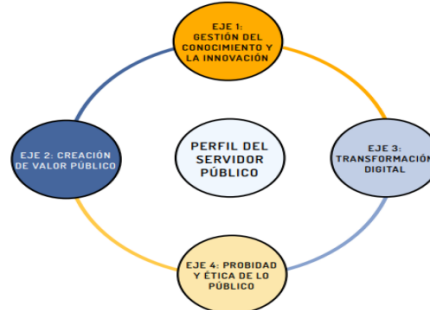 EJE 1:
GESTIÓN DEL
CONOCIMIENTO Y
LA INNOVACIÓN
EJE 2: CREACIÓN
DE VALOR PÚBLICO
PERFIL DEL
SERVIDOR
PÚBLICO
EJE 3:
TRANSFORMACIÓN
DIGITAL
EJE 4: PROBIDAD
Y ÉTICA DE LO
PÚBLICO